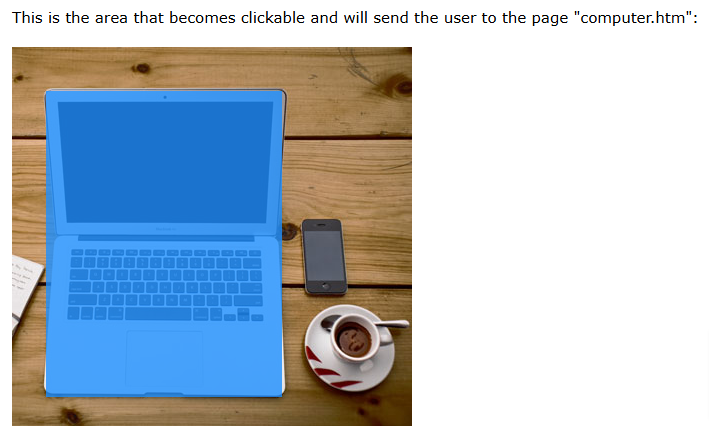 This is the area that becomes clickable and will send the user to the page "computer.htm":